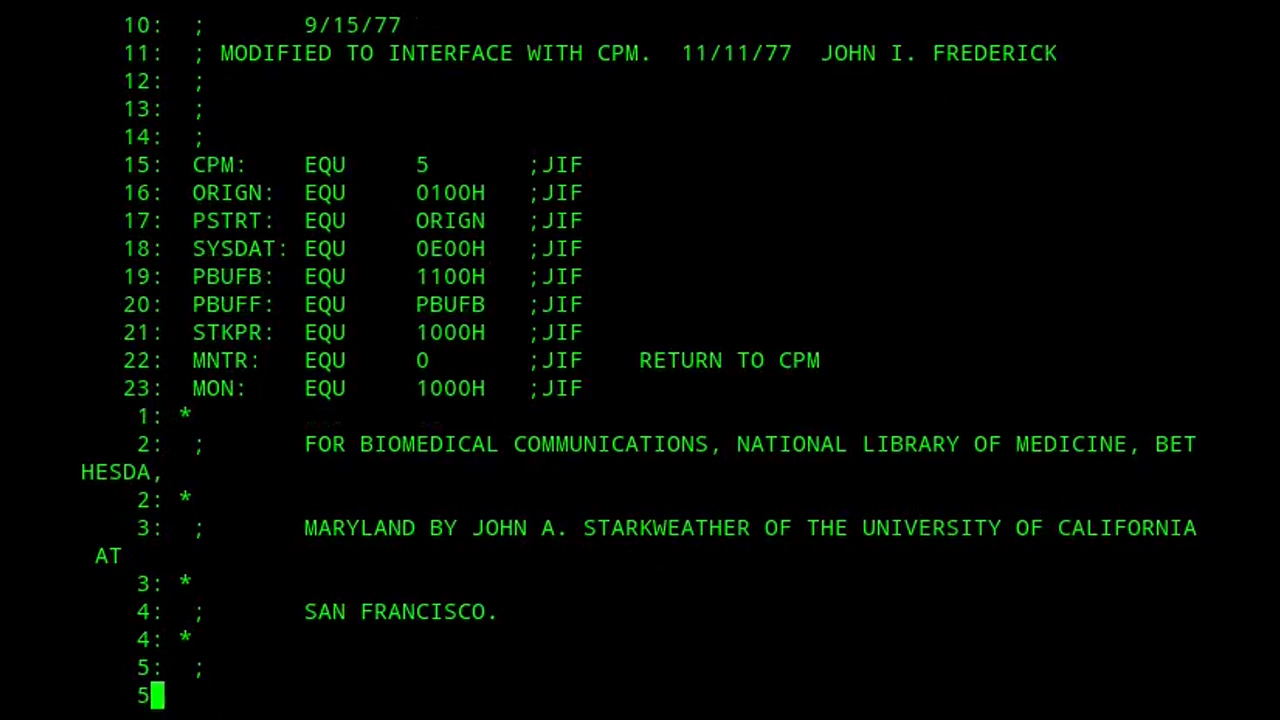 10: ; 9/15/77
11: ; MODIFIED TO INTERFACE WITH CPM. 11/11/77 JOHN I. FREDERICK
12: ;
13: ;
14: ;
15: CPM: EQU 5 ;JIF
16: ORIGN: EQU 0100H ;JIF
17: PSTRT: EQU ORIGN ;JIF
18: SYSDAT: EQU 0E00H ;JIF
19: PBUFB: EQU 1100H ;JIF
20: PBUFF: EQU PBUFB ;JIF
21: STKPR: EQU 1000H ;JIF
22: MNTR: EQU 0 ;JIF RETURN TO CPM
23: MON: EQU 1000H ;JIF
1: *
2: ; FOR BIOMEDICAL COMMUNICATIONS, NATIONAL LIBRARY OF MEDICINE, BET
HESDA,
2: *
3: ; MARYLAND BY JOHN A. STARKWEATHER OF THE UNIVERSITY OF CALIFORNIA
AT
3: *
4: ; SAN FRANCISCO.
4: *
5: ;
5